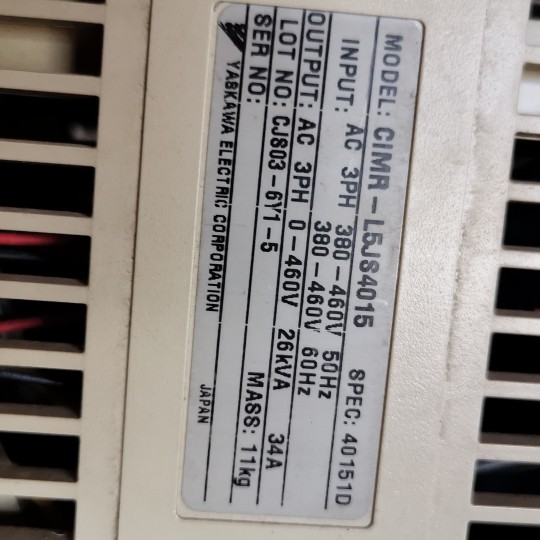 MODEL: CIMR-L5JS4015 SPEC: 40151D
INPUT: AC 3PH 380-460V 50Hz
380-460V 60Hz
OUTPUT: AC 3PH 0-460V 26kVA 34A
LOT NO: CJ803-6Y1-5 MASS: 11kg
SER NO:
YASKAWA ELECTRIC CORPORATION JAPAN